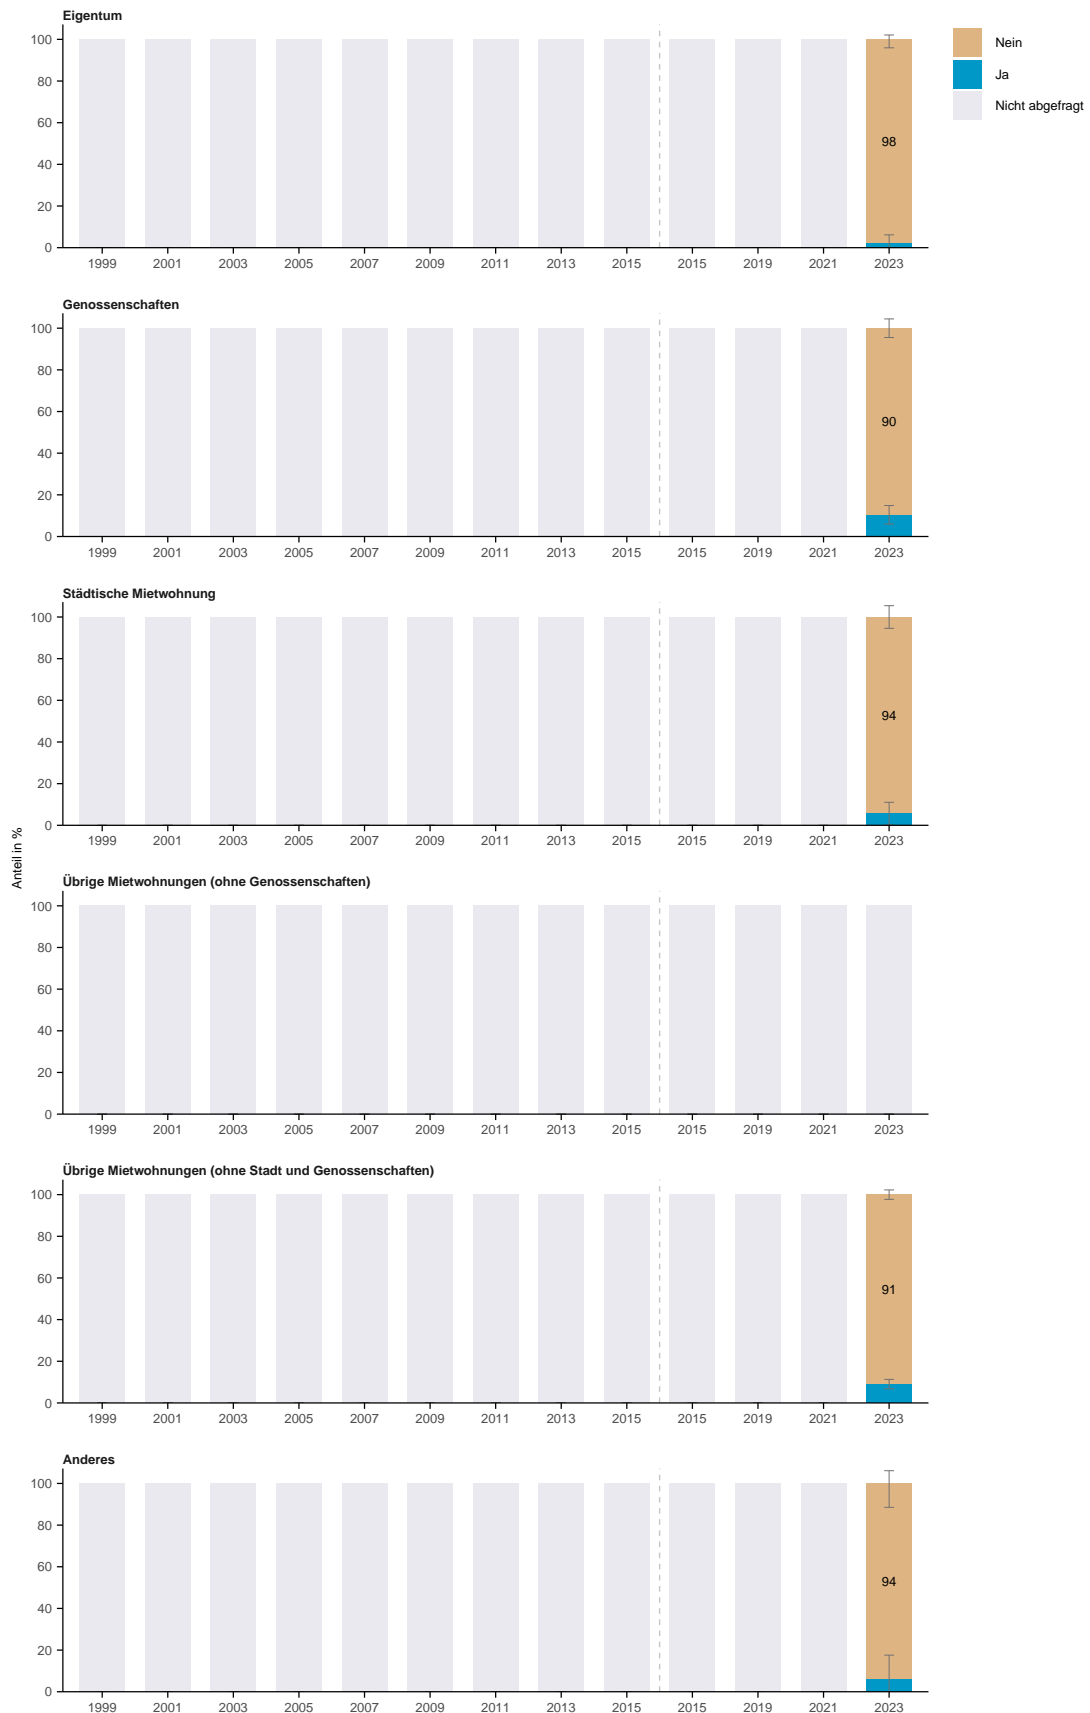 Eigentum
100
80
60
40
20
0
1999 2001 2003 2005 2007 2009 2011 2013 2015 2015 2019 2021 2023
98
Nein
Ja
Nicht abgefragt
Genossenschaften
100
80
60
40
20
0
1999 2001 2003 2005 2007 2009 2011 2013 2015 2015 2019 2021 2023
90
Städtische Mietwohnung
100
80
60
40
20
0
1999 2001 2003 2005 2007 2009 2011 2013 2015 2015 2019 2021 2023
94
Anteil in %
Übrige Mietwohnungen (ohne Genossenschaften)
100
80
60
40
20
0
1999 2001 2003 2005 2007 2009 2011 2013 2015 2015 2019 2021 2023
Übrige Mietwohnungen (ohne Stadt und Genossenschaften)
100
80
60
40
20
0
1999 2001 2003 2005 2007 2009 2011 2013 2015 2015 2019 2021 2023
91
Anderes
100
80
60
40
20
0
1999 2001 2003 2005 2007 2009 2011 2013 2015 2015 2019 2021 2023
94